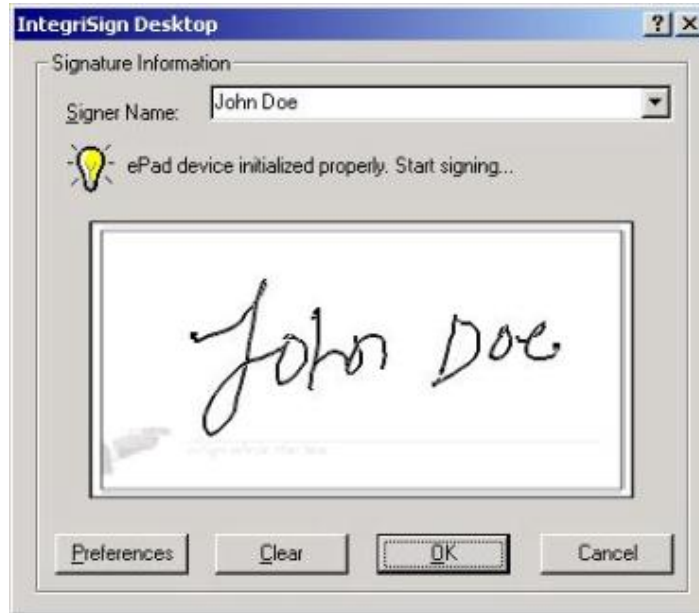 IntegriSign Desktop
Signature Information
Signer Name: John Doe
ePad device initialized properly. Start signing...
John Doe
Preferences Clear OK Cancel